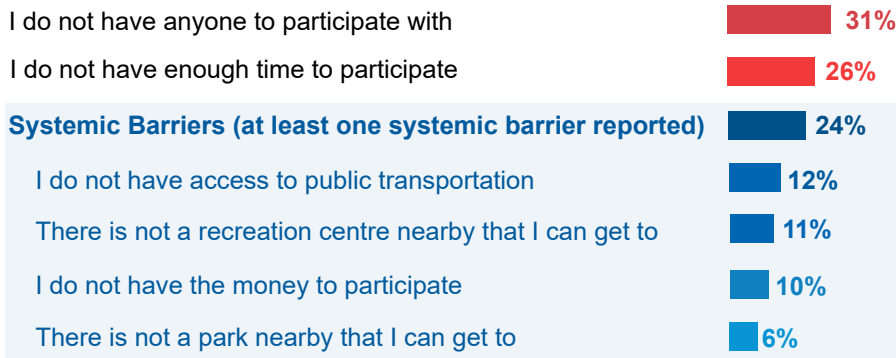 I do not have anyone to participate with 31%
I do not have enough time to participate 26%
Systemic Barriers (at least one systemic barrier reported) 24%
I do not have access to public transportation 12%
There is not a recreation centre nearby that I can get to 11%
I do not have the money to participate 10%
There is not a park nearby that I can get to 6%